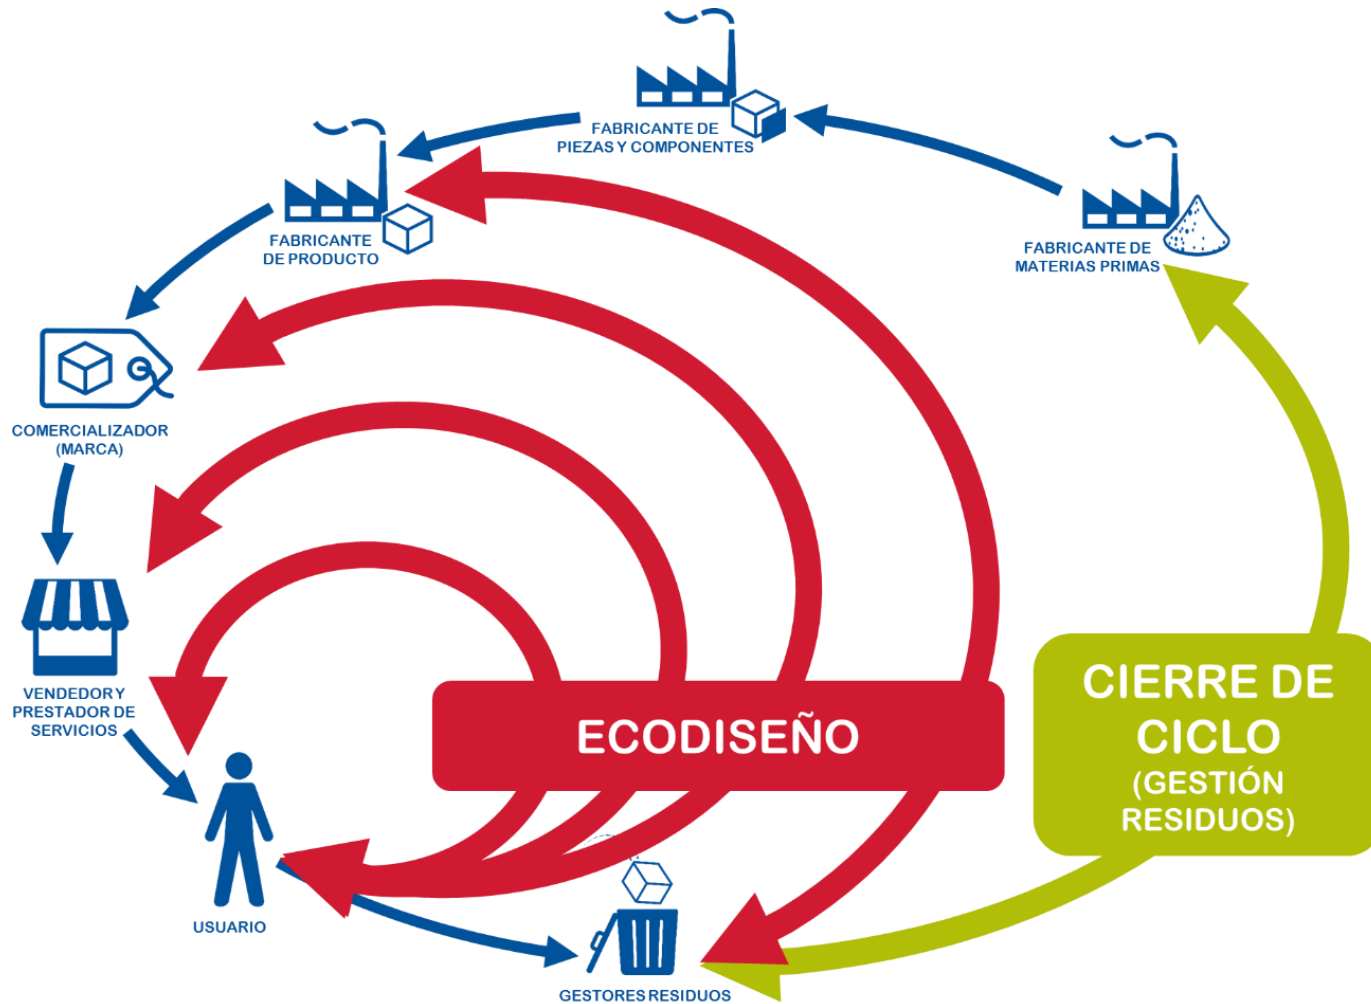 FABRICANTE DE
PIEZAS Y COMPONENTES
FABRICANTE
DE PRODUCTO
FABRICANTE DE
MATERIAS PRIMAS
COMERCIALIZADOR
(MARCA)
VENDEDOR Y
PRESTADOR DE
SERVICIOS
ECODISEÑO
CIERRE DE
CICLO
(GESTIÓN
RESIDUOS)
USUARIO
GESTORES RESIDUOS